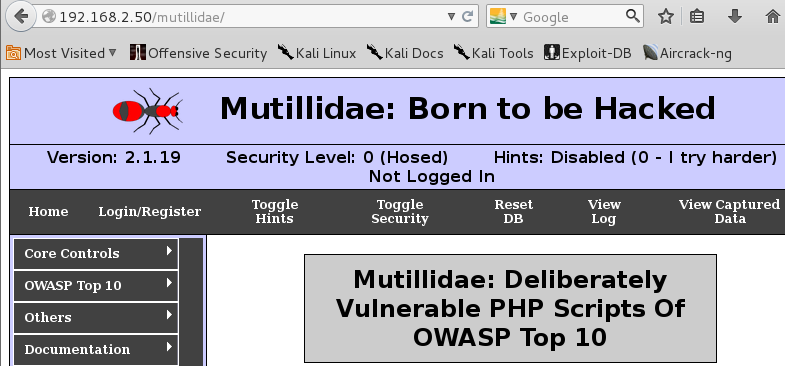 192.168.2.50/mutillidae/
Google
Most Visited Offensive Security Kali Linux Kali Docs Kali Tools Exploit-DB Aircrack-ng
Mutillidae: Born to be Hacked
Version: 2.1.19 Security Level: 0 (Hosed) Hints: Disabled (0 - I try harder)
Not Logged In
Home Login/Register Toggle Hints Toggle Security Reset DB View Log View Captured Data
Core Controls
OWASP Top 10
Others
Documentation
Mutillidae: Deliberately
Vulnerable PHP Scripts Of
OWASP Top 10